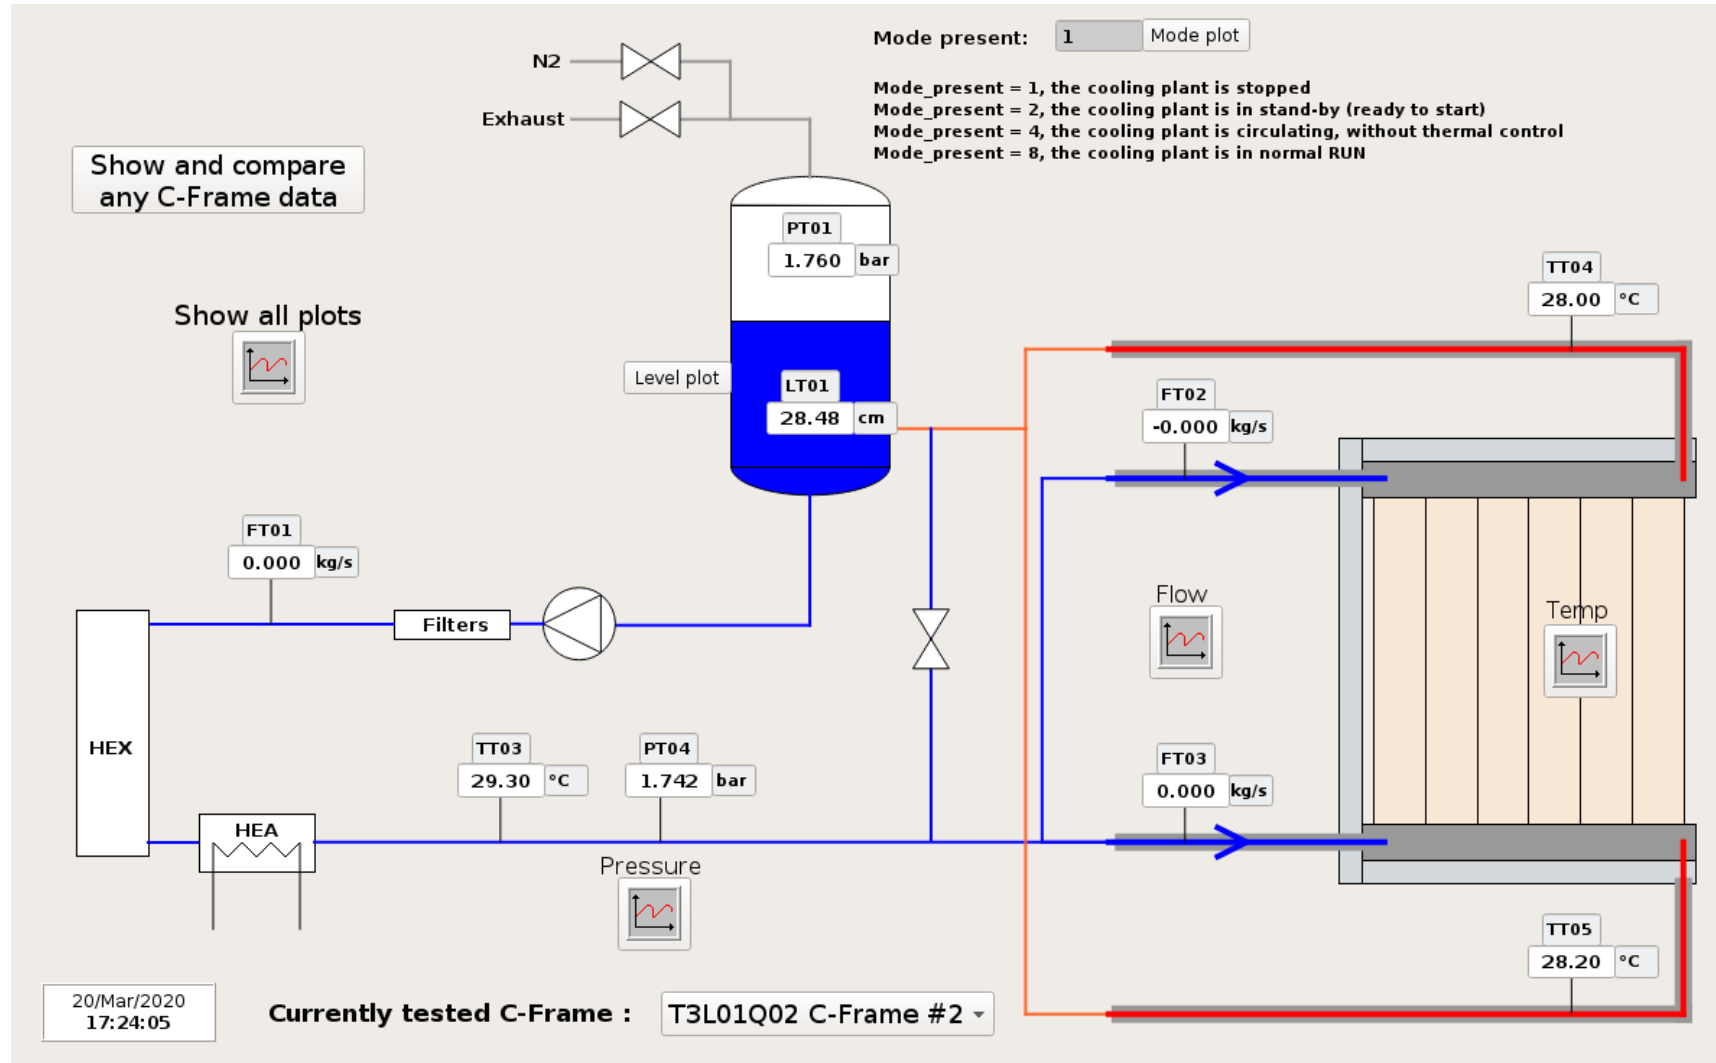 Mode present: 1 Mode plot
N2
Exhaust
Mode_present = 1, the cooling plant is stopped
Mode_present = 2, the cooling plant is in stand-by (ready to start)
Mode_present = 4, the cooling plant is circulating, without thermal control
Mode_present = 8, the cooling plant is in normal RUN
Show and compare
any C-Frame data
PT01
1.760 bar
TT04
28.00 °C
Show all plots
Level plot
LT01
28.48 cm
FT02
-0.000 kg/s
FT01
0.000 kg/s
Filters
Flow
Temp
HEX
TT03
29.30 °C
PT04
1.742 bar
FT03
0.000 kg/s
HEA
Pressure
TT05
28.20 °C
20/Mar/2020
17:24:05
Currently tested C-Frame : T3L01Q02 C-Frame #2